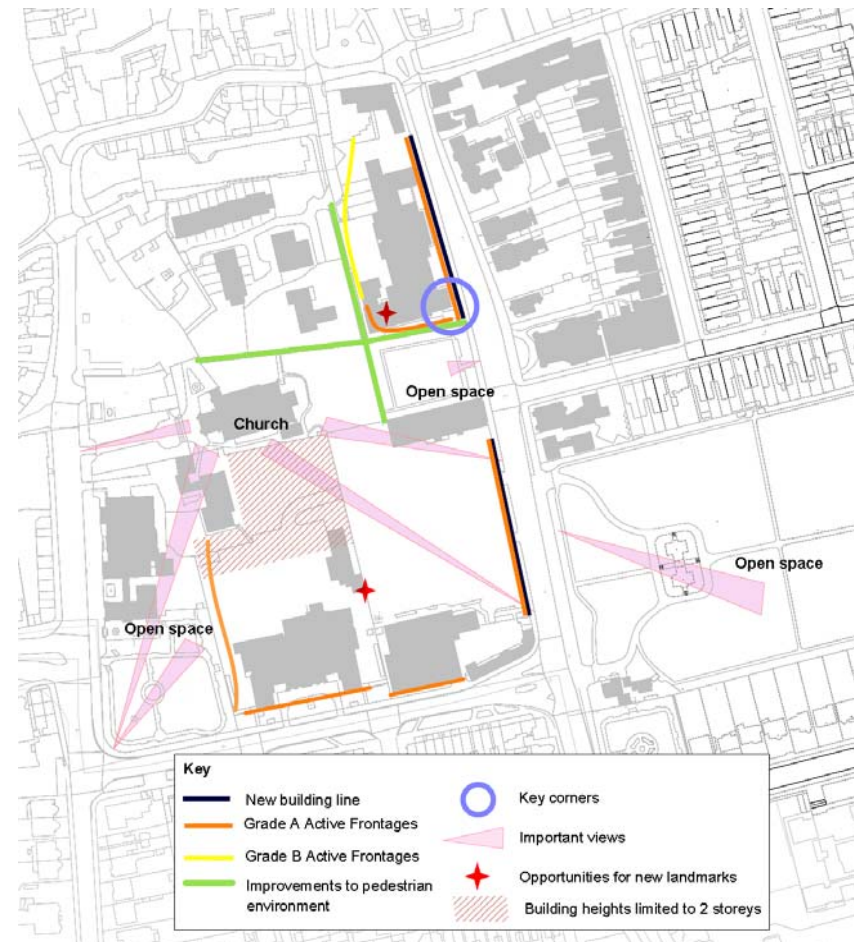 Open space
Church
Open space
Open space
Key
New building line
Grade A Active Frontages
Grade B Active Frontages
Improvements to pedestrian
environment
Key corners
Important views
Opportunities for new landmarks
Building heights limited to 2 storeys